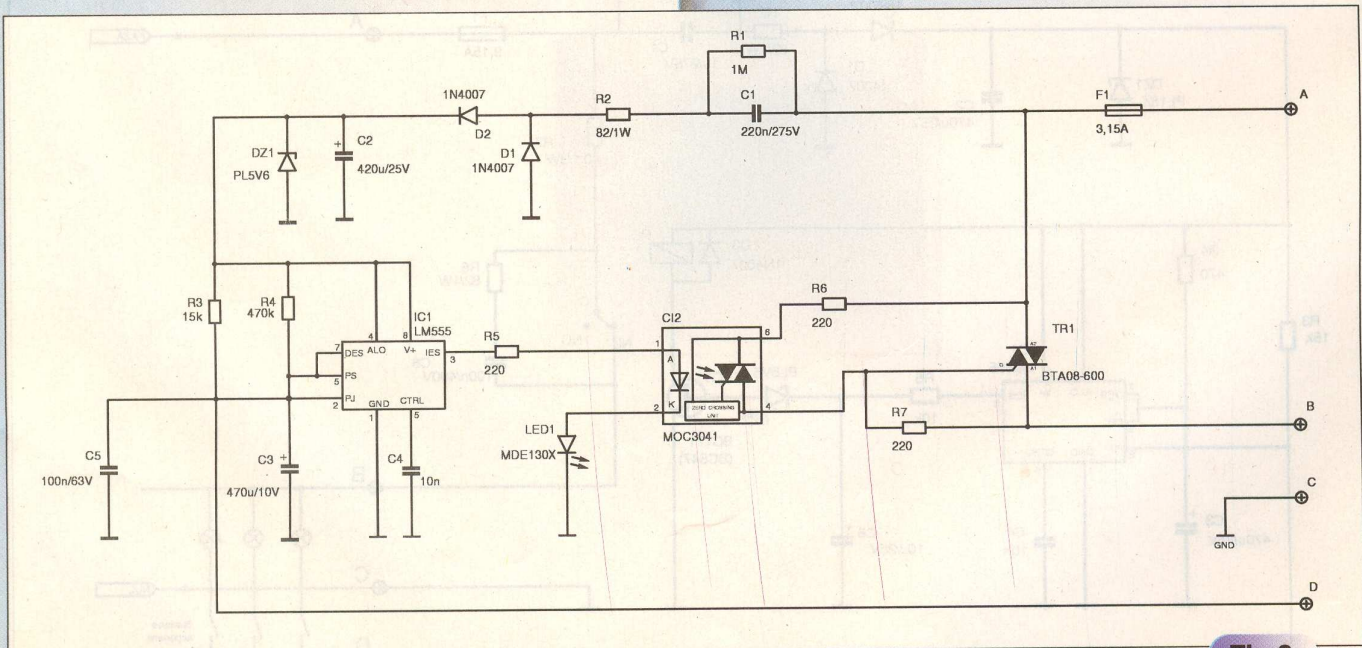 R1
1M
C1
220n/275V
F1
3,15A
A
1N4007
D2
R2
82/1W
D1
1N4007
C2
+
420u/25V
DZ1
PL5V6
R3
15k
R4
470k
IC1
LM555
7
DES
4
ALO
8
V+
IES
3
PS
5
PJ
2
GND
1
CTRL
5
R5
220
CI2
1
A
K
2
6
4
ZERO CROSSING
UNIT
MOC3041
R6
220
TR1
A2
G
A1
BTA08-600
R7
220
B
C
GND
D
LED1
MDE130X
C5
100n/63V
C3
+
470u/10V
C4
10n